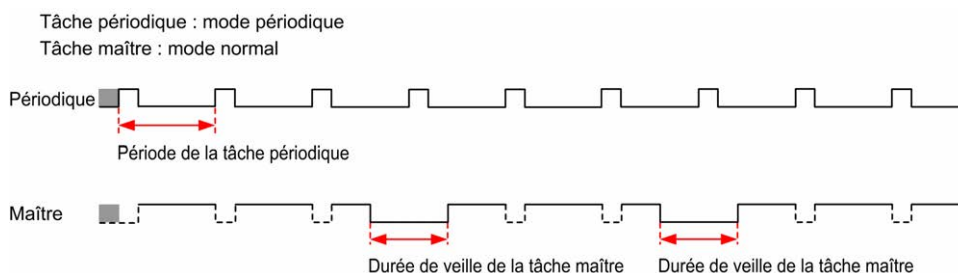 Tâche périodique : mode périodique
Tâche maître : mode normal
Périodique
Période de la tâche périodique
Maître
Durée de veille de la tâche maître
Durée de veille de la tâche maître